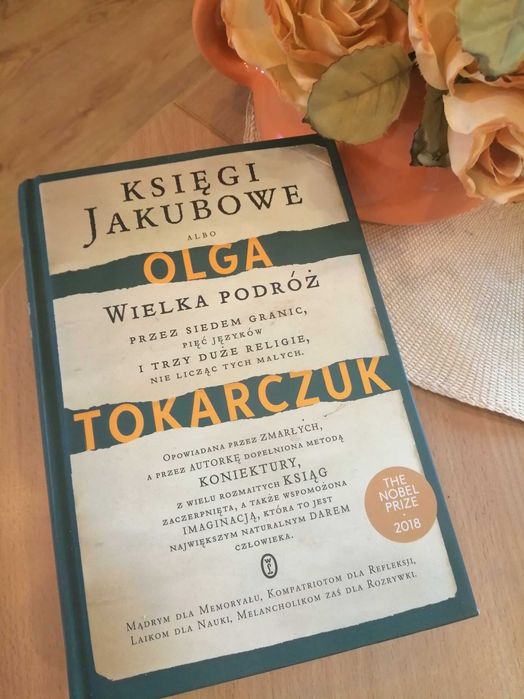 KSIĘGI
JAKUBOWE
ALBO
OLGA
WIELKA PODRÓŻ
PRZEZ SIEDEM GRANIC,
PIĘĆ JĘZYKÓW
I TRZY DUŻE RELIGIE,
NIE LICZĄC TYCH MAŁYCH.
TOKARCZUK
OPOWIADANA PRZEZ ZMARŁYCH,
A PRZEZ AUTORKĘ DOPEŁNIONA METODĄ
KONIEKTURY,
Z WIELU ROZMAITYCH KSIĄG
ZACZERPNIĘTA, A TAKŻE WSPOMOŻONA
IMAGINACJĄ, KTÓRA TO JEST
NAJWIĘKSZYM NATURALNYM DAREM
CZŁOWIEKA.
THE
NOBEL
PRIZE
·
2018
MĄDRYM DLA MEMORYAŁU, KOMPATRIOTOM DLA REFLEKSJI,
LAIKOM DLA NAUKI, MELANCHOLIKOM ZAŚ DLA ROZRYWKI.